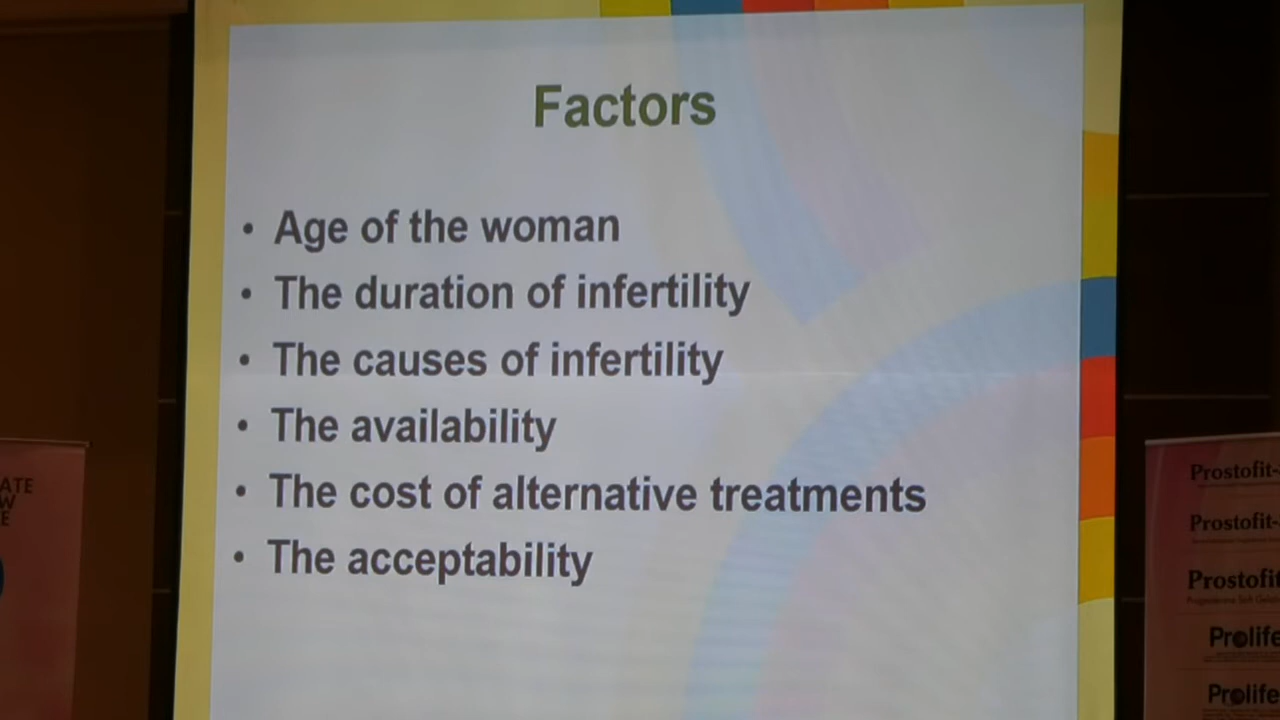 Factors
• Age of the woman
• The duration of infertility
• The causes of infertility
• The availability
• The cost of alternative treatments
• The acceptability
ATE
W
E
Prostofit-
Prostofit-
Prostofit
Prolife
Prolife